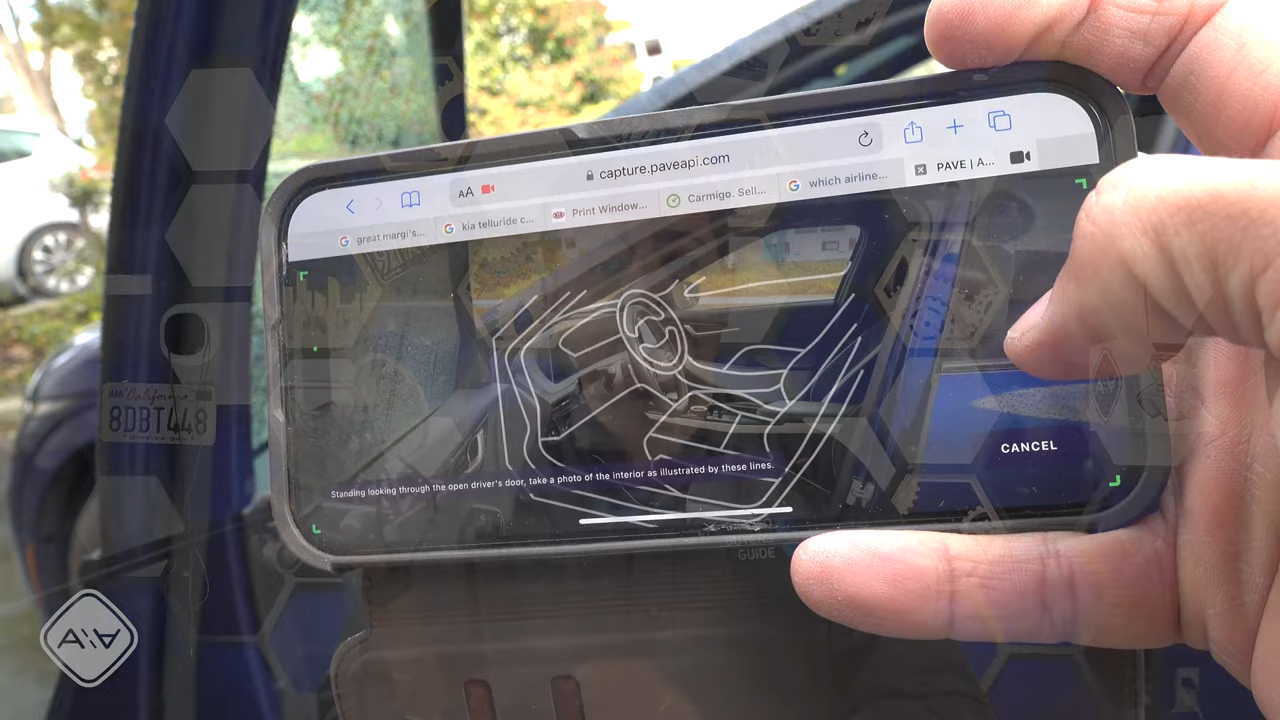 capture.paveapi.com
AA
great margi's...
kia telluride c...
Print Window...
Carmigo. Sell...
which airline...
PAVE | A...
California
8DBT448
CANCEL
Standing looking through the open driver's door, take a photo of the interior as illustrated by these lines.
GUIDE